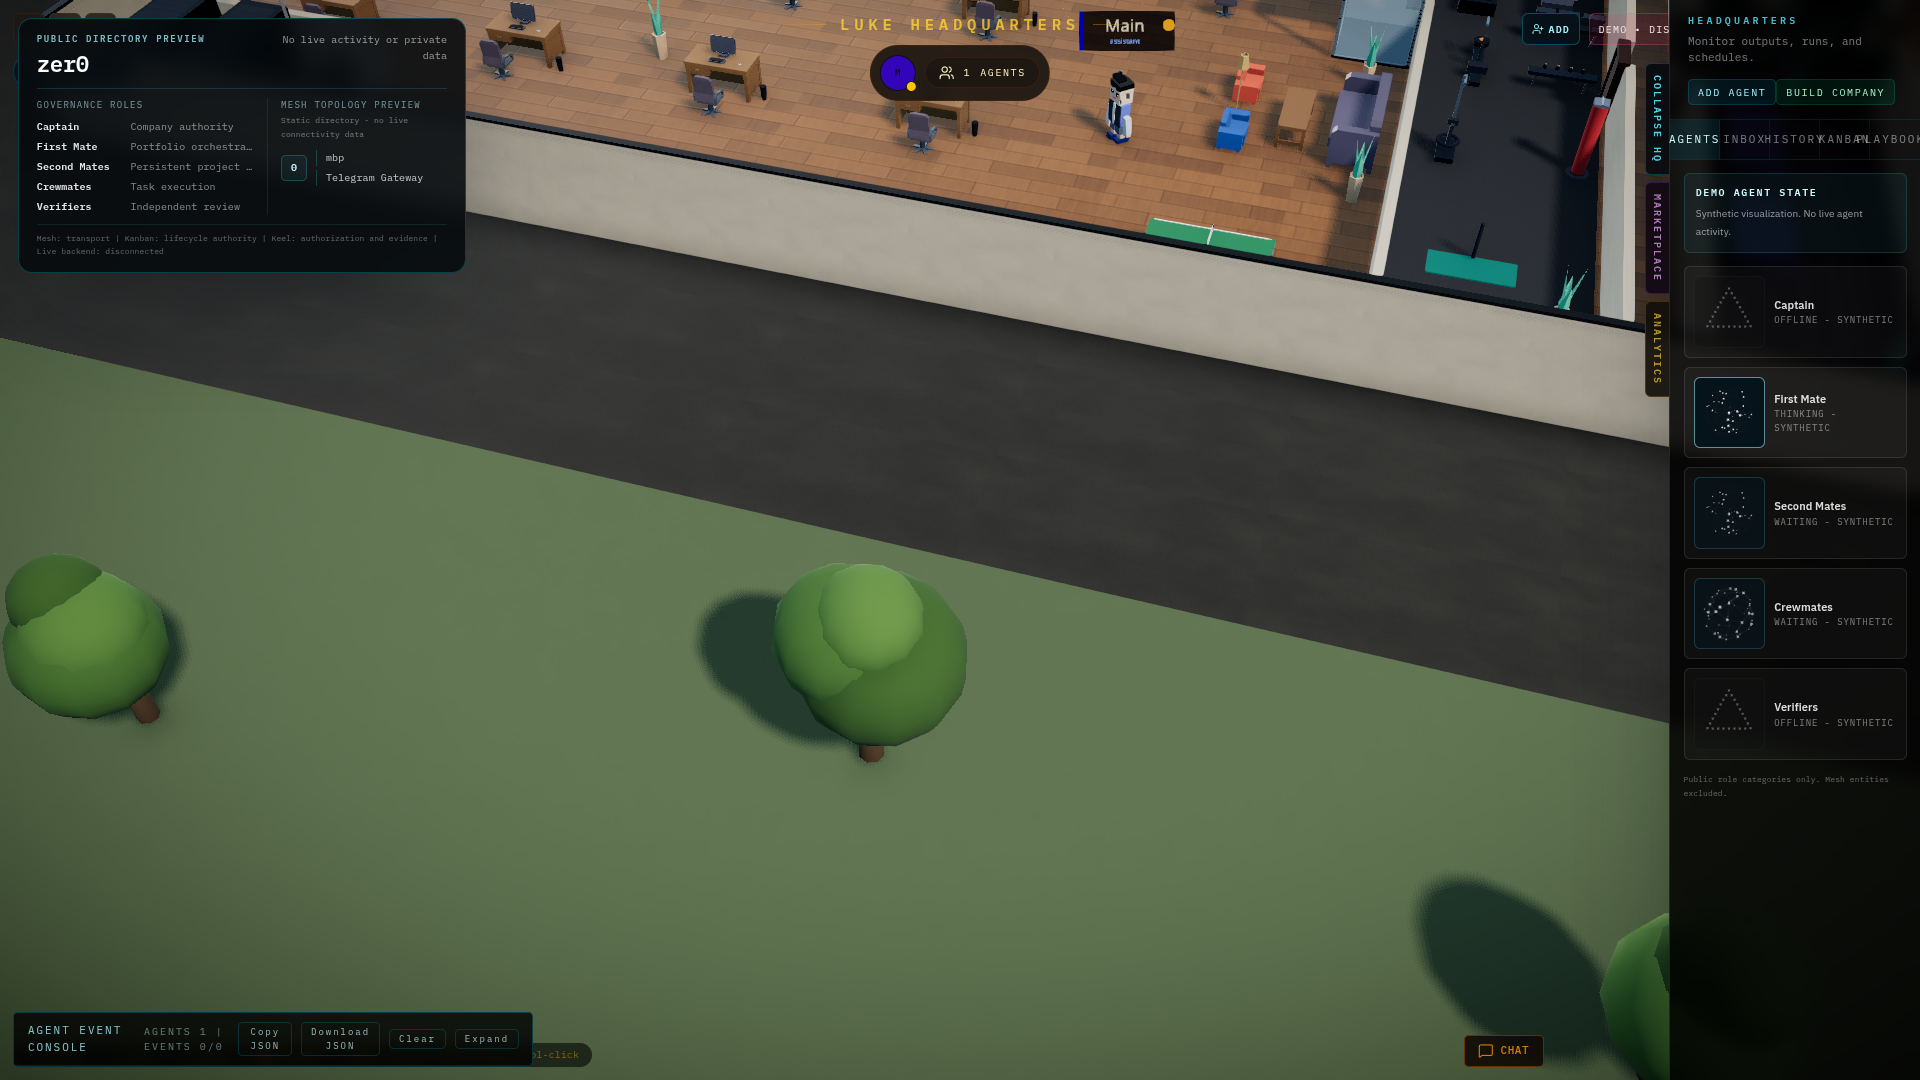 PUBLIC DIRECTORY PREVIEW
No live activity or private
data
zer0
GOVERNANCE ROLES
Captain Company authority
First Mate Portfolio orchestra…
Second Mates Persistent project …
Crewmates Task execution
Verifiers Independent review
MESH TOPOLOGY PREVIEW
Static directory - no live
connectivity data
0
mbp
Telegram Gateway
Mesh: transport | Kanban: lifecycle authority | Keel: authorization and evidence |
Live backend: disconnected
LUKE HEADQUARTERS
Main
M
1 AGENTS
ADD
DEMO • DIS
COLLAPSE HQ
MARKETPLACE
ANALYTICS
HEADQUARTERS
Monitor outputs, runs, and
schedules.
ADD AGENT
BUILD COMPANY
AGENTS INBOX HISTORY KANBAN PLAYBOOK
DEMO AGENT STATE
Synthetic visualization. No live agent
activity.
Captain
OFFLINE - SYNTHETIC
First Mate
THINKING -
SYNTHETIC
Second Mates
WAITING - SYNTHETIC
Crewmates
WAITING - SYNTHETIC
Verifiers
OFFLINE - SYNTHETIC
Public role categories only. Mesh entities
excluded.
AGENT EVENT
CONSOLE
AGENTS 1 |
EVENTS 0/0
Copy
JSON
Download
JSON
Clear
Expand
ol-click
CHAT